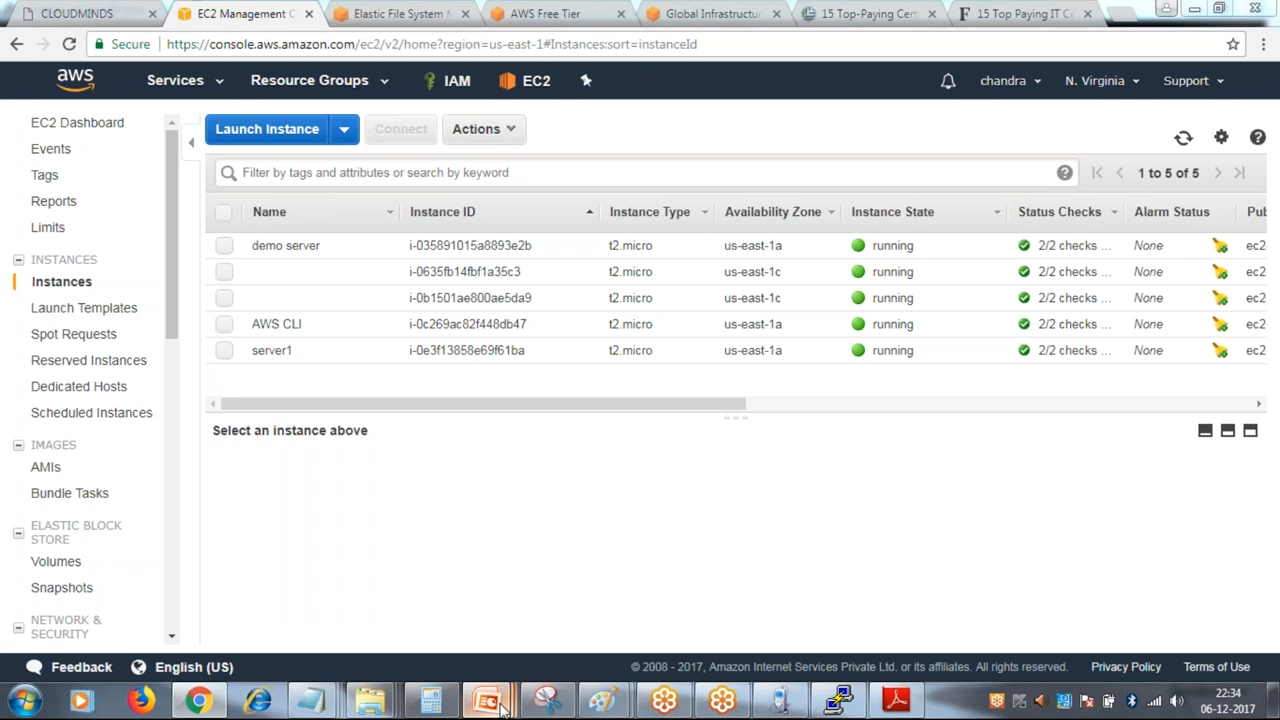 CLOUDMINDS
EC2 Management C
Elastic File System M
AWS Free Tier
Global Infrastructur
15 Top-Paying Cert
15 Top Paying IT Ce
Secure https://console.aws.amazon.com/ec2/v2/home?region=us-east-1#Instances:sort=instanceId
aws Services Resource Groups IAM EC2 chandra N. Virginia Support
EC2 Dashboard
Events
Tags
Reports
Limits
INSTANCES
Instances
Launch Templates
Spot Requests
Reserved Instances
Dedicated Hosts
Scheduled Instances
IMAGES
AMIs
Bundle Tasks
ELASTIC BLOCK
STORE
Volumes
Snapshots
NETWORK &
SECURITY
Launch Instance Connect Actions
Filter by tags and attributes or search by keyword 1 to 5 of 5
Name Instance ID Instance Type Availability Zone Instance State Status Checks Alarm Status Pub
demo server i-035891015a8893e2b t2.micro us-east-1a running 2/2 checks ... None ec2
i-0635fb14fbf1a35c3 t2.micro us-east-1c running 2/2 checks ... None ec2
i-0b1501ae800ae5da9 t2.micro us-east-1c running 2/2 checks ... None ec2
AWS CLI i-0c269ac82f448db47 t2.micro us-east-1a running 2/2 checks ... None ec2
server1 i-0e3f13858e69f61ba t2.micro us-east-1a running 2/2 checks ... None ec2
Select an instance above
Feedback English (US) © 2008 - 2017, Amazon Internet Services Private Ltd. or its affiliates. All rights reserved. Privacy Policy Terms of Use
22:34
06-12-2017